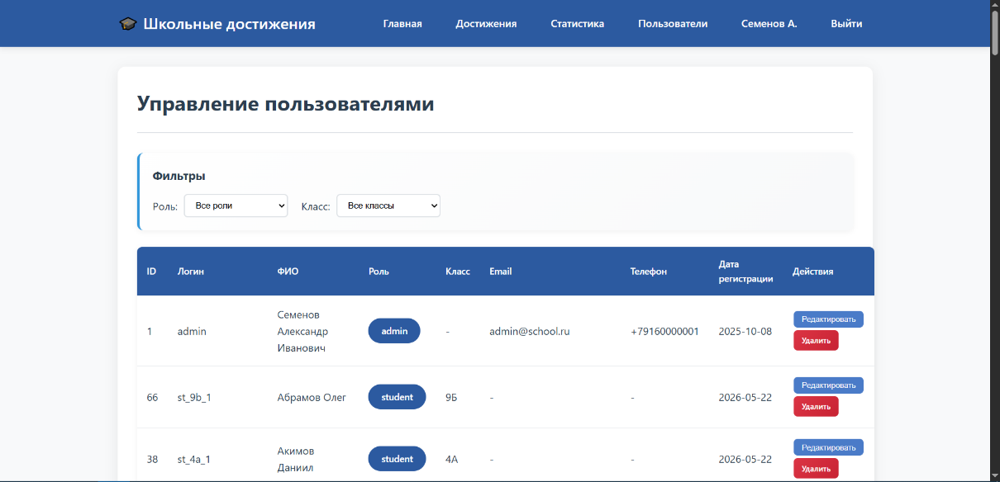 🎓 Школьные достижения Главная Достижения Статистика Пользователи Семенов А. Выйти
Управление пользователями
Фильтры
Роль: Все роли Класс: Все классы
ID Логин ФИО Роль Класс Email Телефон Дата регистрации Действия
1 admin Семенов Александр Иванович admin - admin@school.ru +79160000001 2025-10-08 Редактировать Удалить
66 st_9b_1 Абрамов Олег student 9Б - - 2026-05-22 Редактировать Удалить
38 st_4a_1 Акимов Даниил student 4А - - 2026-05-22 Редактировать Удалить